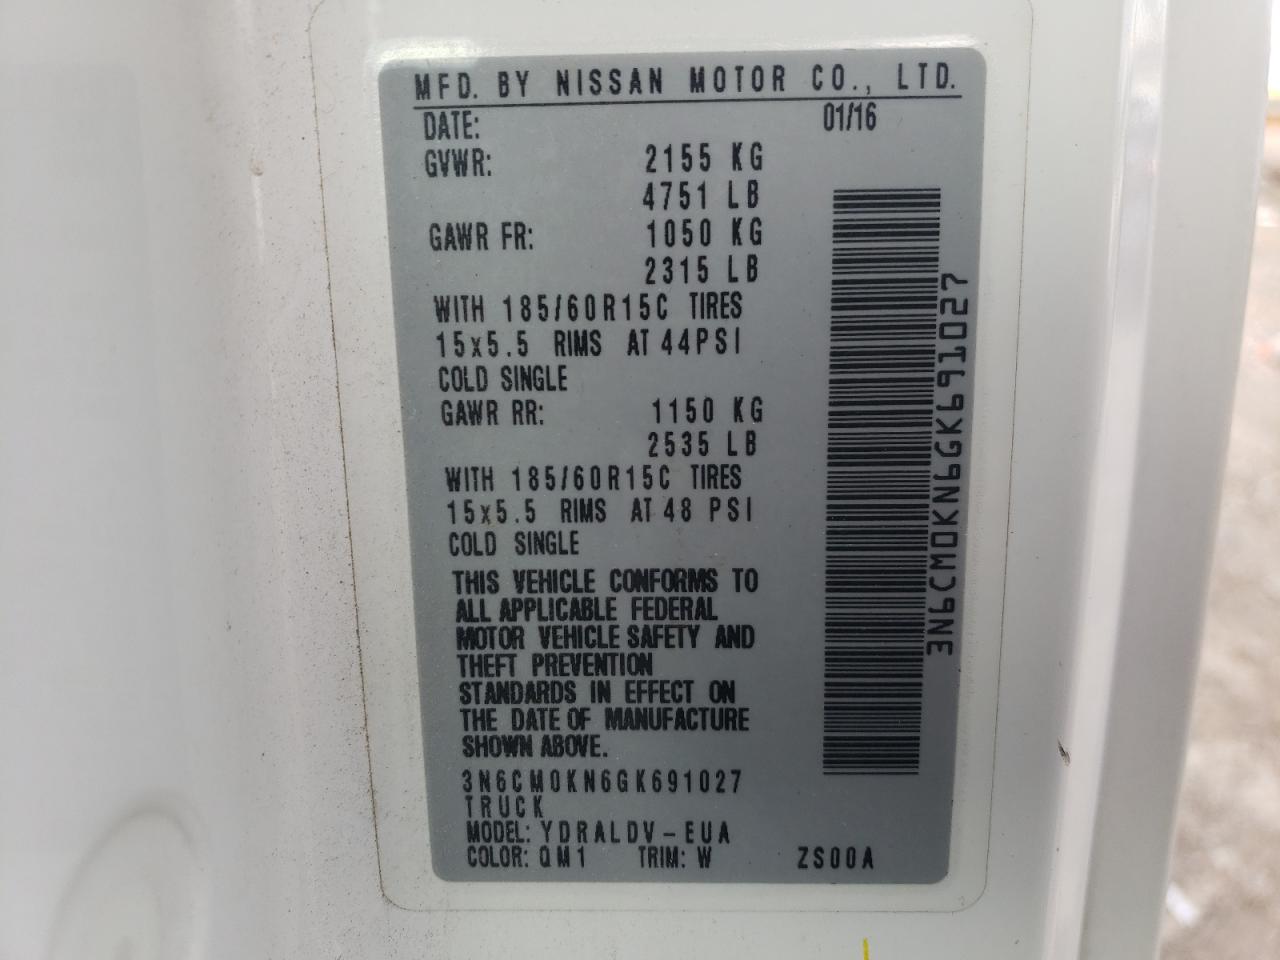 MFD. BY NISSAN MOTOR CO., LTD.
DATE: 01/16
GVWR: 2155 KG
4751 LB
GAWR FR: 1050 KG
2315 LB
WITH 185/60R15C TIRES
15x5.5 RIMS AT 44PSI
COLD SINGLE
GAWR RR: 1150 KG
2535 LB
WITH 185/60R15C TIRES
15x5.5 RIMS AT 48 PSI
COLD SINGLE
THIS VEHICLE CONFORMS TO
ALL APPLICABLE FEDERAL
MOTOR VEHICLE SAFETY AND
THEFT PREVENTION
STANDARDS IN EFFECT ON
THE DATE OF MANUFACTURE
SHOWN ABOVE.
3N6CM0KN6GK691027
TRUCK
MODEL: YDRALDV-EUA
COLOR: QM1 TRIM: W ZS00A
3N6CM0KN6GK691027